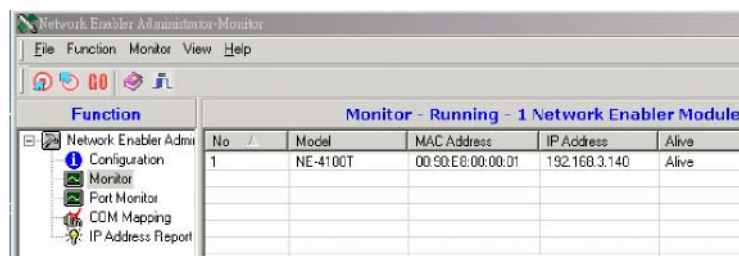 Network Enabler Administrator-Monitor
File Function Monitor View Help
GO
Function
Monitor - Running - 1 Network Enabler Module
Network Enabler Admi
Configuration
Monitor
Port Monitor
COM Mapping
IP Address Report
No Model MAC Address IP Address Alive
1 NE-4100T 00:90:E8:00:00:01 192.168.3.140 Alive